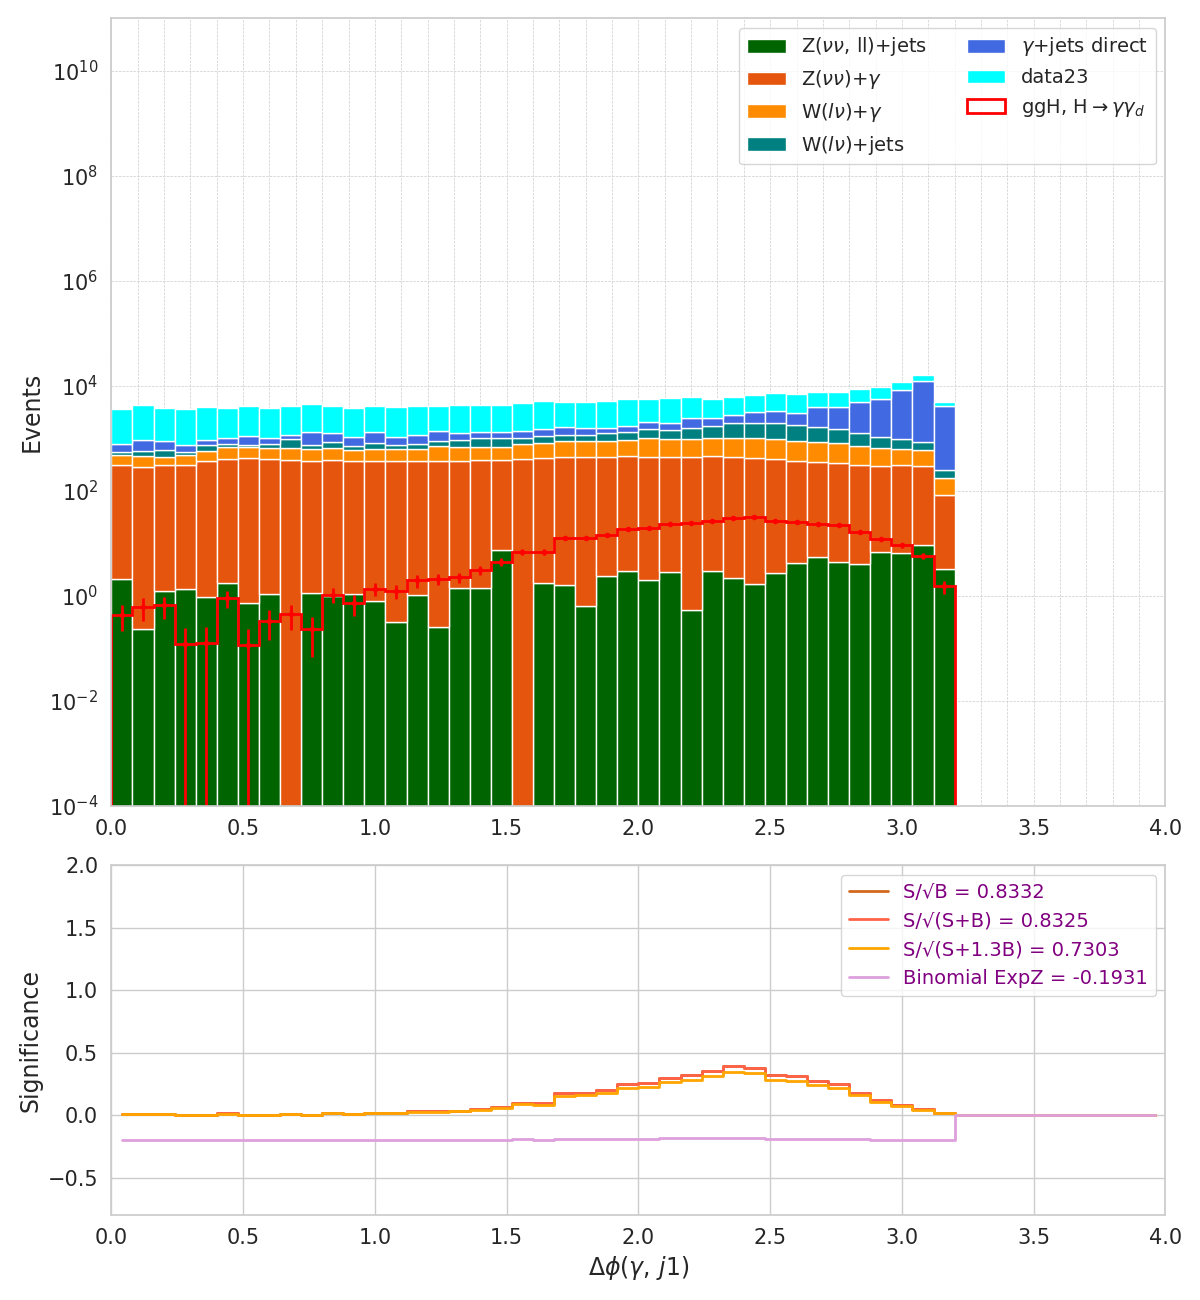 Z(νν, ll)+jets
Z(νν)+γ
W(lν)+γ
W(lν)+jets
γ+jets direct
data23
ggH, H→γγ_d
Events
10^10
10^8
10^6
10^4
10^2
10^0
10^−2
10^−4
0.0 0.5 1.0 1.5 2.0 2.5 3.0 3.5 4.0
S/√B = 0.8332
S/√(S+B) = 0.8325
S/√(S+1.3B) = 0.7303
Binomial ExpZ = -0.1931
Significance
2.0
1.5
1.0
0.5
0.0
−0.5
0.0 0.5 1.0 1.5 2.0 2.5 3.0 3.5 4.0
Δϕ(γ, j1)